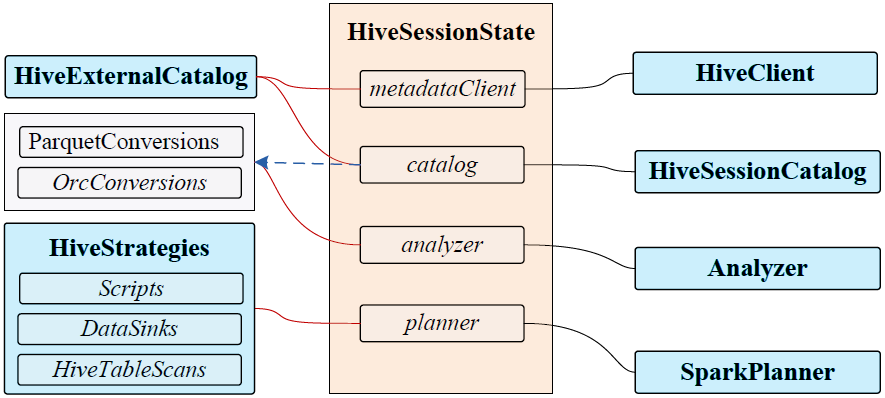 HiveExternalCatalog
ParquetConversions
OrcConversions
HiveStrategies
Scripts
DataSinks
HiveTableScans
HiveSessionState
metadataClient
catalog
analyzer
planner
HiveClient
HiveSessionCatalog
Analyzer
SparkPlanner